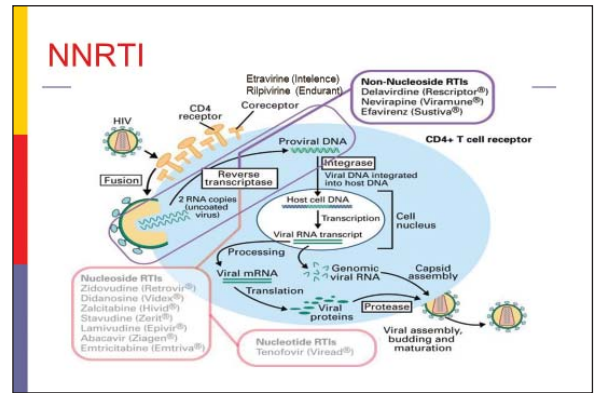 NNRTI
Etravirine (Intelence)
Rilpivirine (Endurant)
Non-Nucleoside RTIs
Delavirdine (Rescriptor®)
Nevirapine (Viramune®)
Efavirenz (Sustiva®)
CD4
receptor
Coreceptor
HIV
CD4+ T cell receptor
Proviral DNA
Fusion
Reverse
transcriptase
Integrase
Viral DNA integrated
into host DNA
2 RNA copies
(uncoated
virus)
Host cell DNA
Transcription
Viral RNA transcript
Cell
nucleus
Processing
Viral mRNA
Genomic
viral RNA
Capsid
assembly
Translation
Viral
proteins
Protease
Viral assembly,
budding and
maturation
Nucleoside RTIs
Zidovudine (Retrovir®)
Didanosine (Videx®)
Zalcitabine (Hivid®)
Stavudine (Zerit®)
Lamivudine (Epivir®)
Abacavir (Ziagen®)
Emtricitabine (Emtriva®)
Nucleotide RTIs
Tenofovir (Viread®)